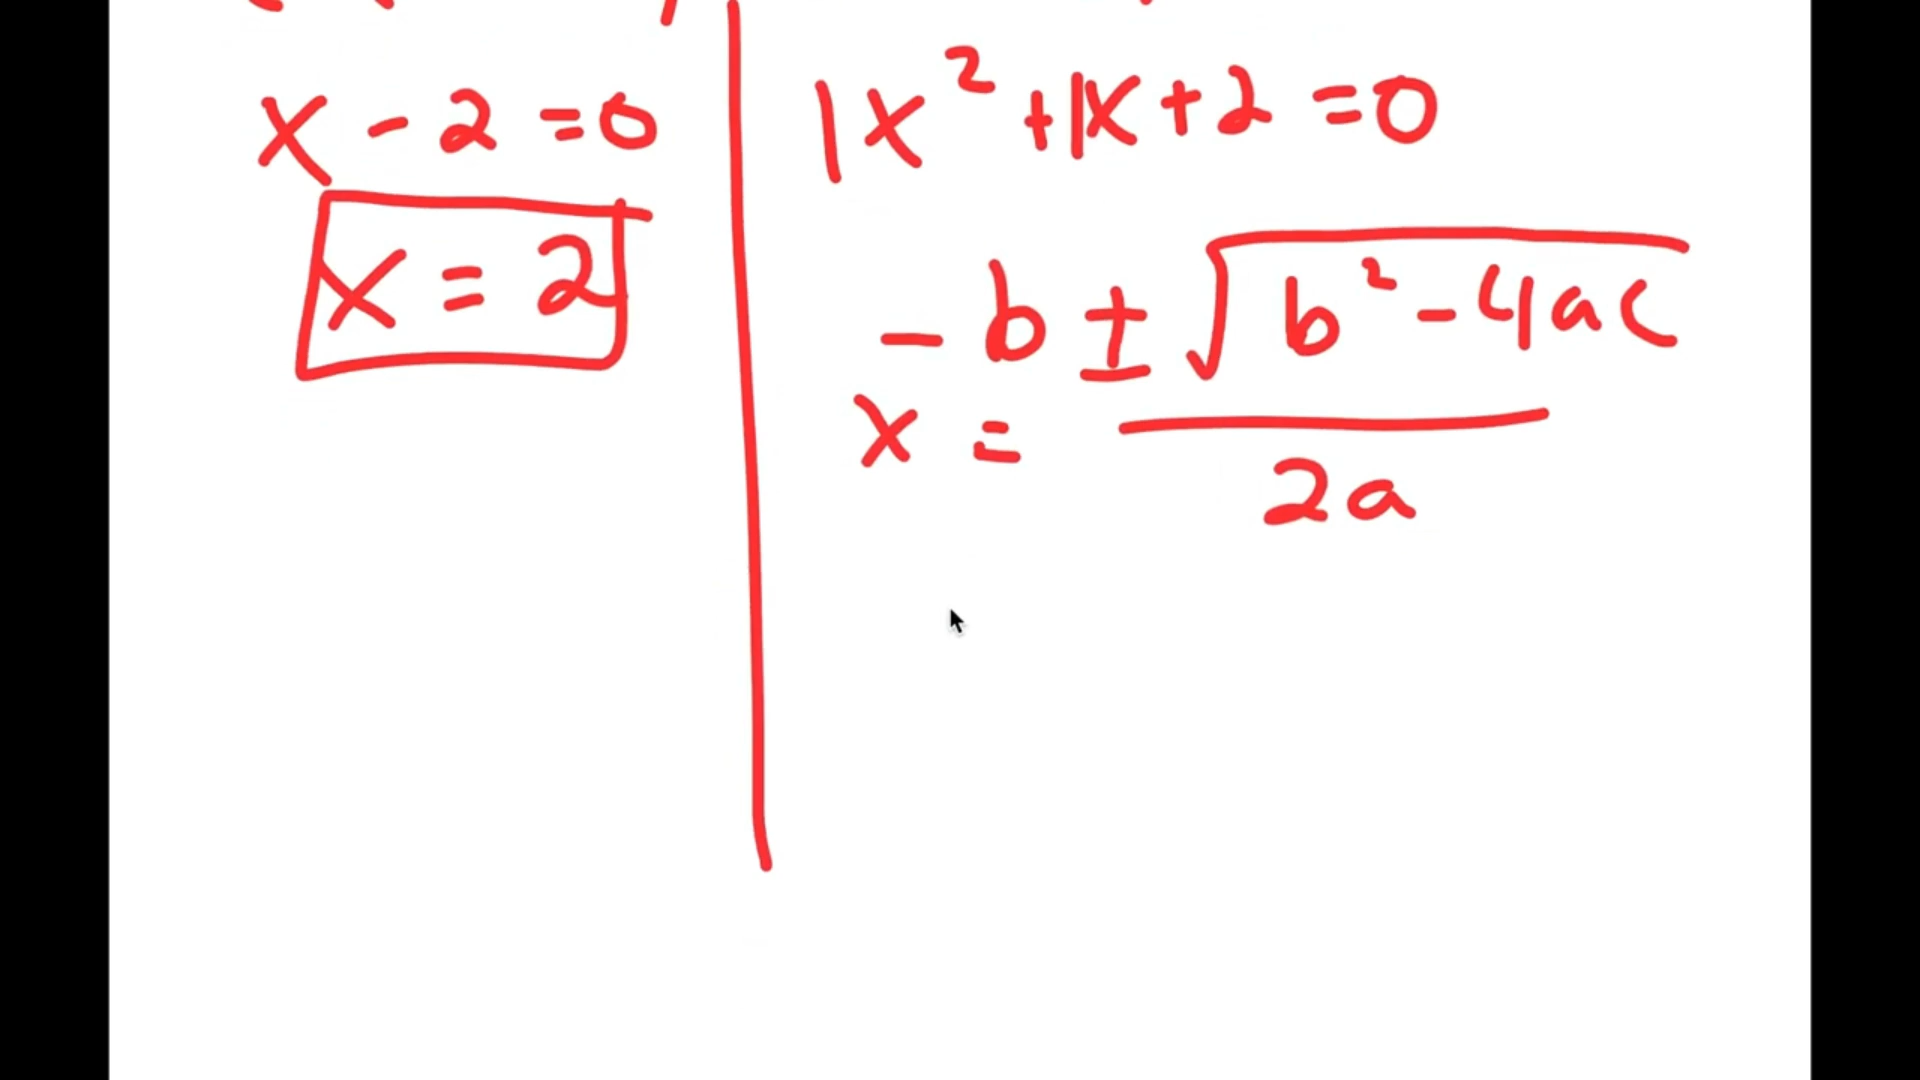 x - 2 = 0
x = 2
1x² + 1x + 2 = 0
x = -b ± √b² - 4ac
2a